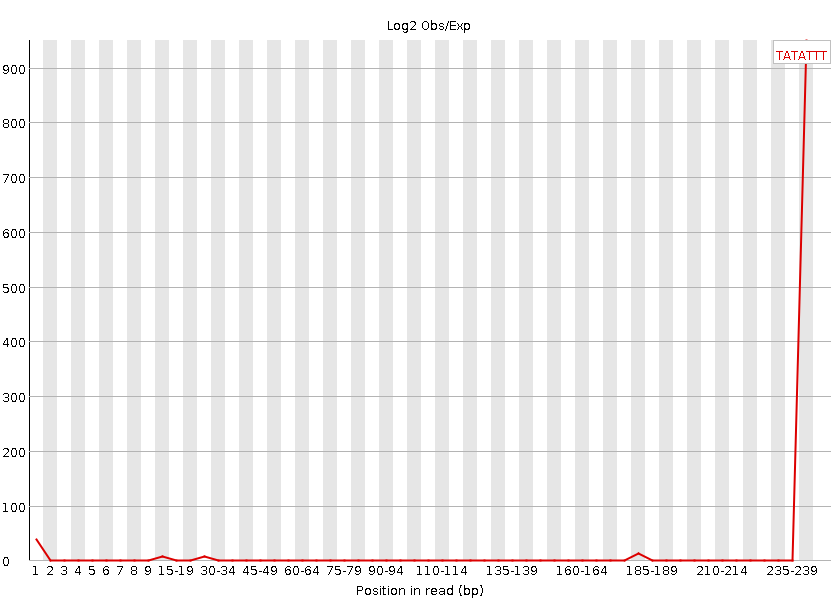 Log2 Obs/Exp
TATATTT
900
800
700
600
500
400
300
200
100
0
1 2 3 4 5 6 7 8 9 15-19 30-34 45-49 60-64 75-79 90-94 110-114 135-139 160-164 185-189 210-214 235-239
Position in read (bp)